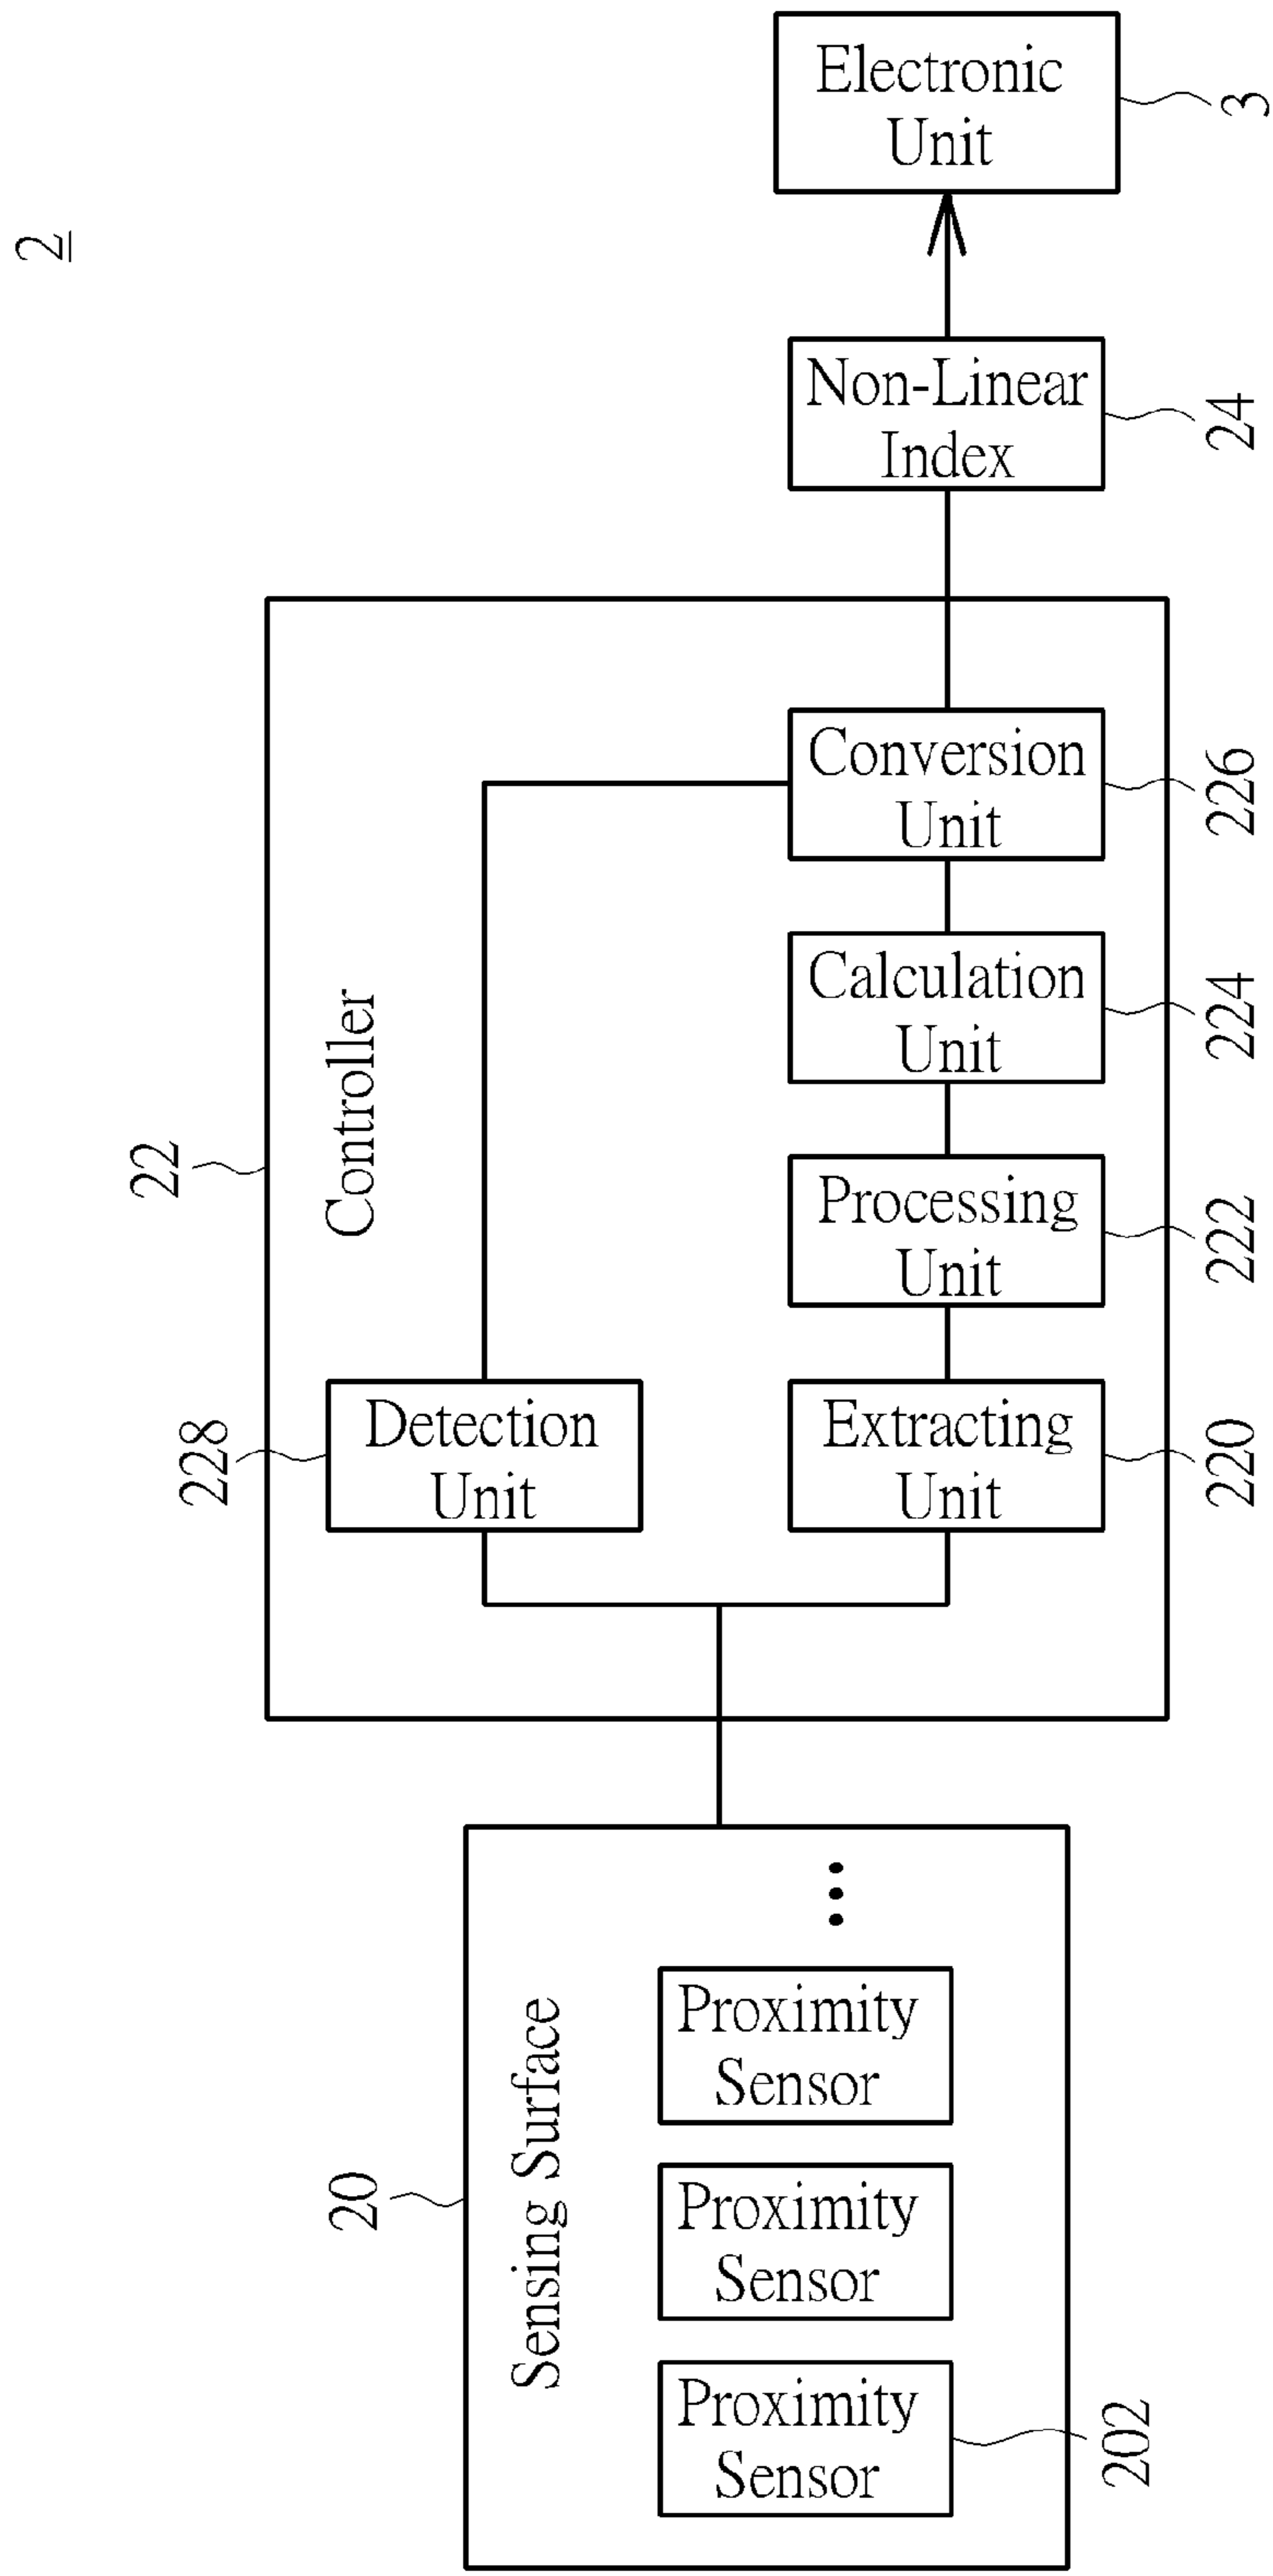 2
Electronic
Unit
3
Non-Linear
Index
24
22
Controller
Conversion
Unit
226
Calculation
Unit
224
Processing
Unit
222
228
Detection
Unit
Extracting
Unit
220
20
Sensing Surface
Proximity
Sensor
Proximity
Sensor
Proximity
Sensor
202